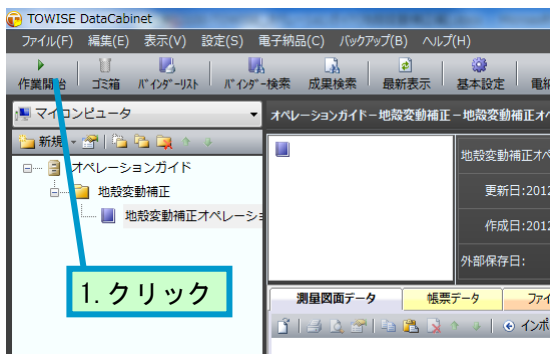 TOWISE DataCabinet
ファイル(F) 編集(E) 表示(V) 設定(S) 電子納品(C) バックアップ(B) ヘルプ(H)
作業開始 ゴミ箱 ﾊﾞｲﾝﾀﾞｰﾘｽﾄ ﾊﾞｲﾝﾀﾞｰ検索 成果検索 最新表示 基本設定 電納
マイコンピュータ
オペレーションガイド－地殻変動補正－地殻変動補正オペ
新規
オペレーションガイド
地殻変動補正
地殻変動補正オペレーショ
地殻変動補正オペ
更新日:2012
作成日:2012
外部保存日:
1.クリック
測量図面データ 帳票データ ファイ
インポ